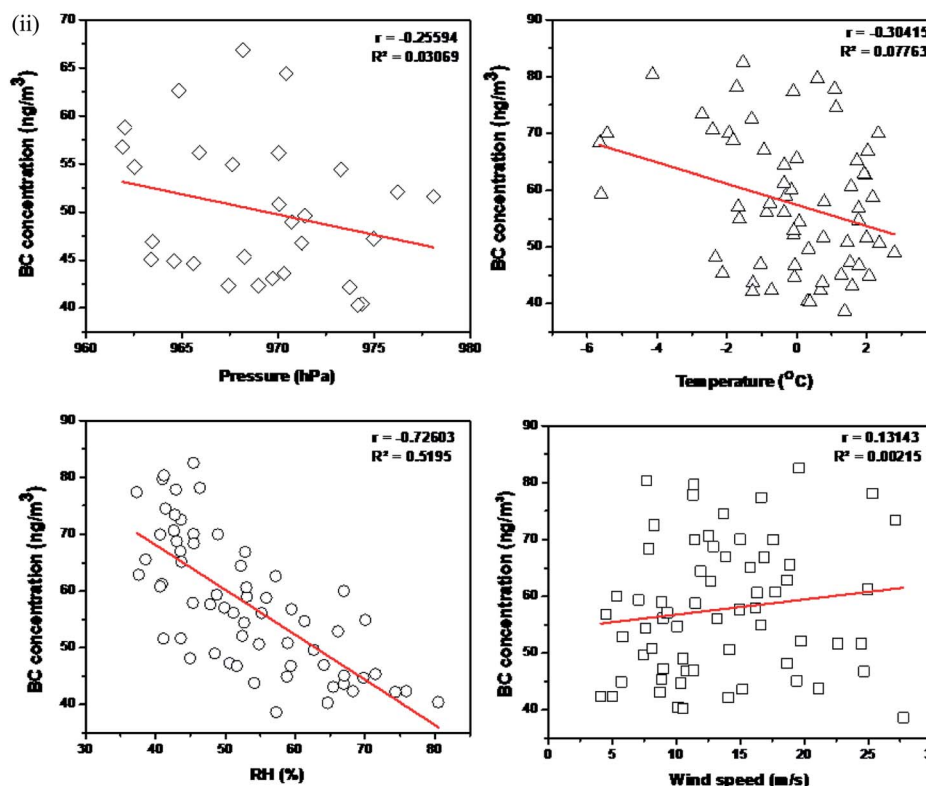 (ii)
r = -0.25594
R² = 0.03069
BC concentration (ng/m³)
70
65
60
55
50
45
40
960
965
970
975
980
Pressure (hPa)
r = -0.30415
R² = 0.07763
BC concentration (ng/m³)
90
80
70
60
50
40
-6
-4
-2
0
2
Temperature (°C)
r = -0.72603
R² = 0.5195
BC concentration (ng/m³)
90
80
70
60
50
40
30
40
50
60
70
80
RH (%)
r = 0.13143
R² = 0.00215
BC concentration (ng/m³)
90
80
70
60
50
40
0
5
10
15
20
25
3
Wind speed (m/s)